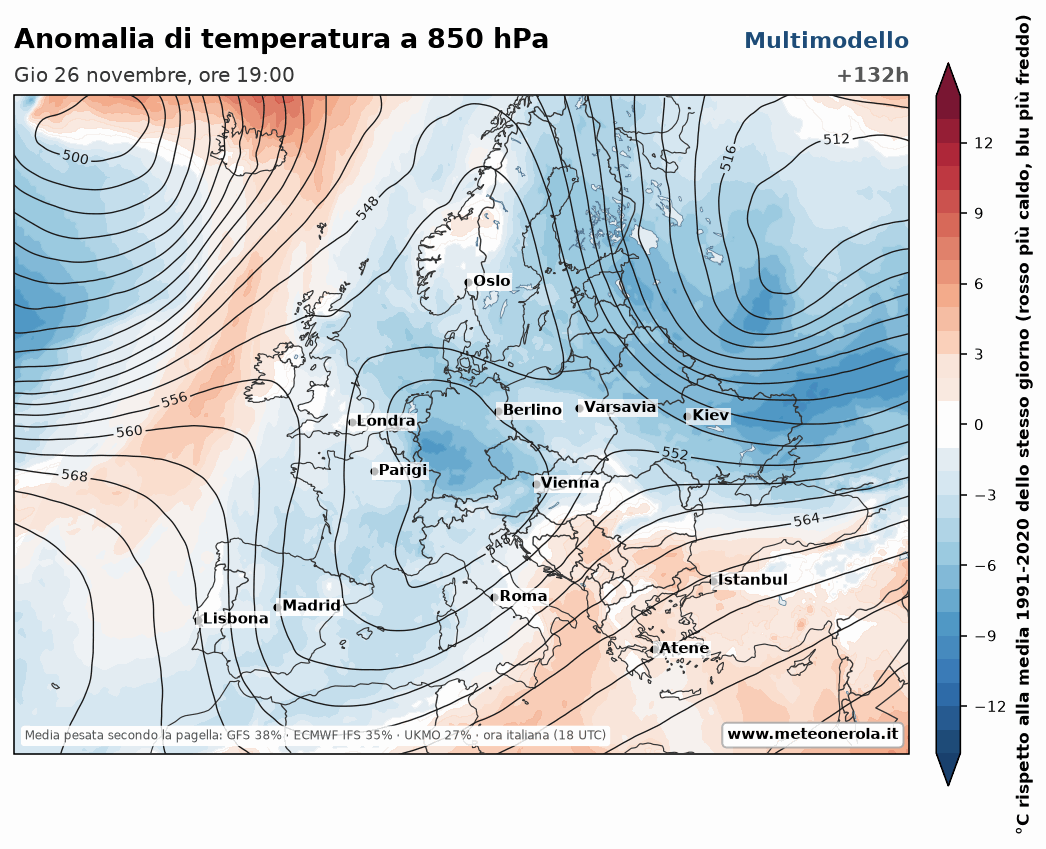 Anomalia di temperatura a 850 hPa
Multimodello
Gio 26 novembre, ore 19:00
+132h
500
512
516
548
Oslo
556
Londra
Berlino
Varsavia
Kiev
560
552
568
Parigi
Vienna
564
Istanbul
Madrid
Roma
Lisbona
Atene
Media pesata secondo la pagella: GFS 38% · ECMWF IFS 35% · UKMO 27% · ora italiana (18 UTC)
www.meteonerola.it
12
9
6
3
0
−3
−6
−9
−12
°C rispetto alla media 1991-2020 dello stesso giorno (rosso più caldo, blu più freddo)